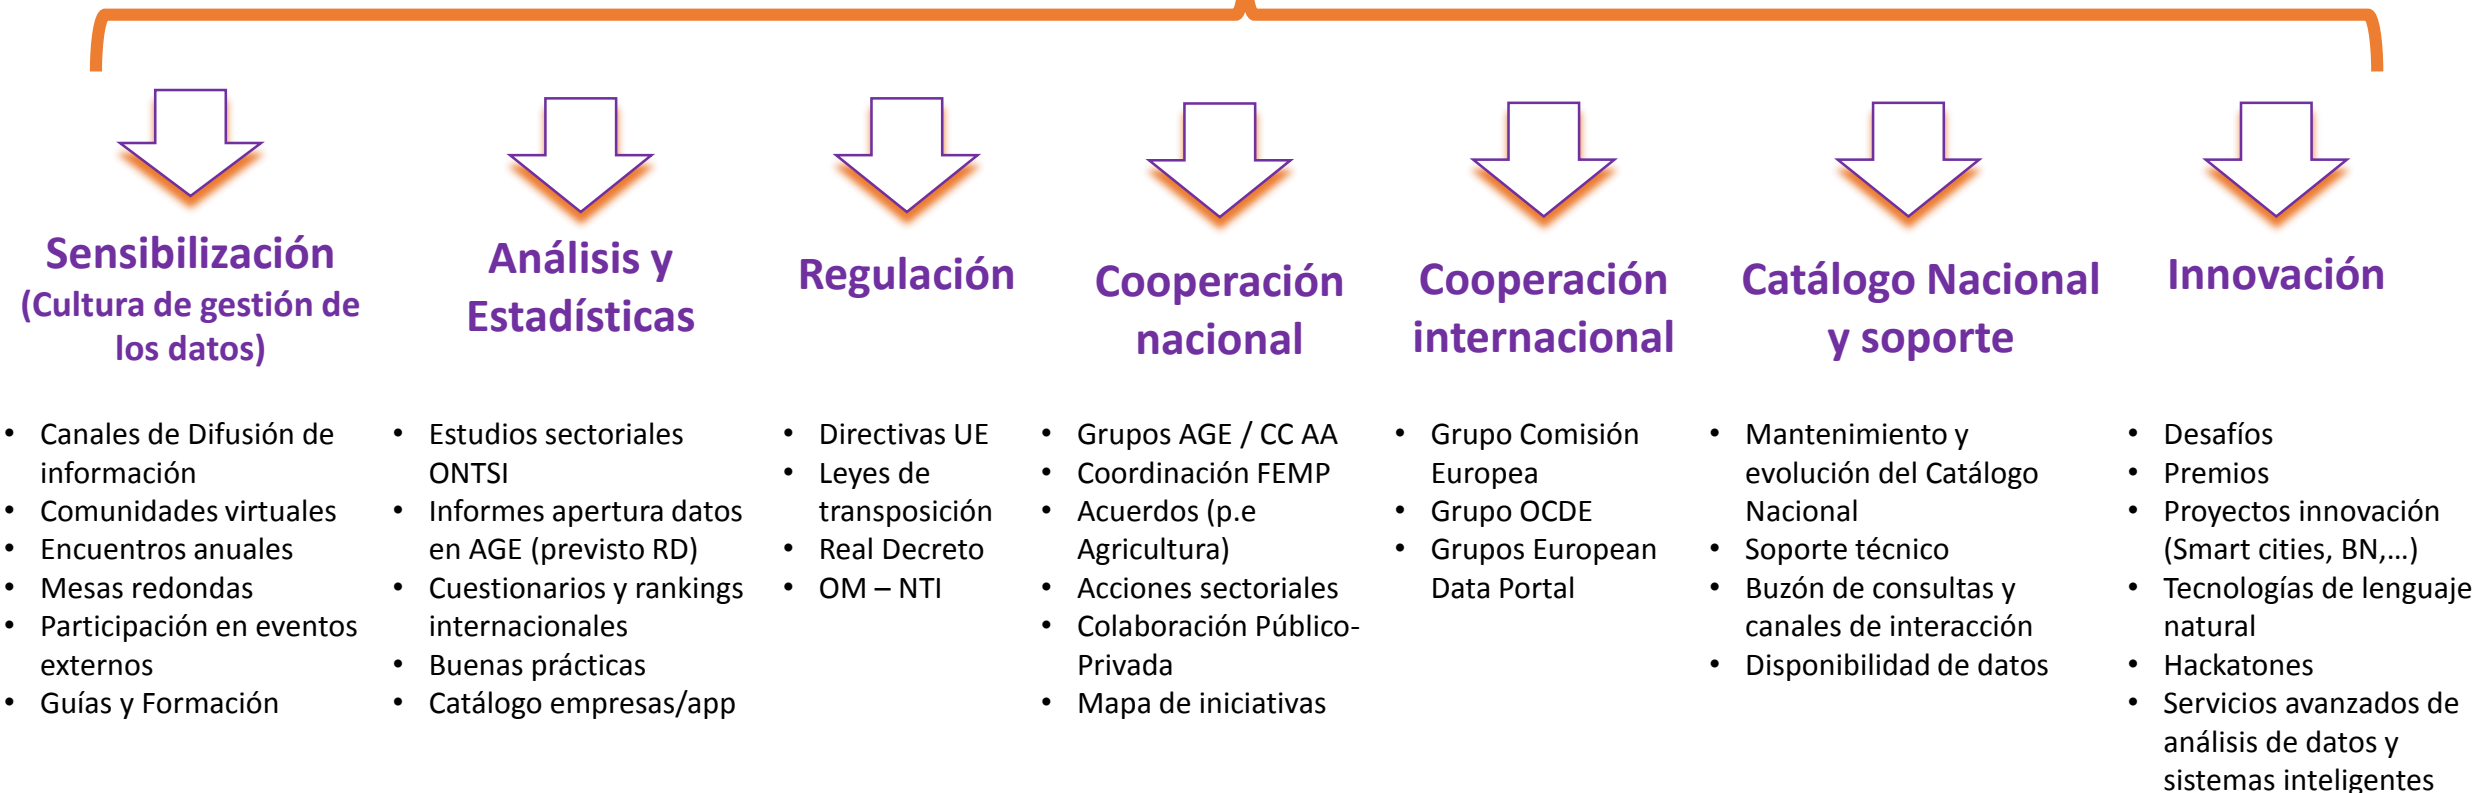 Sensibilización
(Cultura de gestión de
los datos)
• Canales de Difusión de
información
• Comunidades virtuales
• Encuentros anuales
• Mesas redondas
• Participación en eventos
externos
• Guías y Formación
Análisis y
Estadísticas
• Estudios sectoriales
ONTSI
• Informes apertura datos
en AGE (previsto RD)
• Cuestionarios y rankings
internacionales
• Buenas prácticas
• Catálogo empresas/app
Regulación
• Directivas UE
• Leyes de
transposición
• Real Decreto
• OM – NTI
Cooperación
nacional
• Grupos AGE / CC AA
• Coordinación FEMP
• Acuerdos (p.e
Agricultura)
• Acciones sectoriales
• Colaboración Público-
Privada
• Mapa de iniciativas
Cooperación
internacional
• Grupo Comisión
Europea
• Grupo OCDE
• Grupos European
Data Portal
Catálogo Nacional
y soporte
• Mantenimiento y
evolución del Catálogo
Nacional
• Soporte técnico
• Buzón de consultas y
canales de interacción
• Disponibilidad de datos
Innovación
• Desafíos
• Premios
• Proyectos innovación
(Smart cities, BN,…)
• Tecnologías de lenguaje
natural
• Hackatones
• Servicios avanzados de
análisis de datos y
sistemas inteligentes